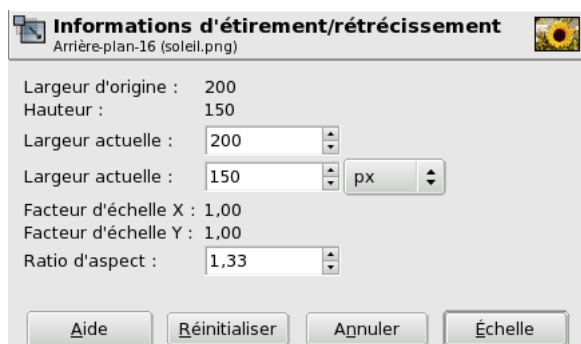 Informations d'étirement/rétrécissement
Arrière-plan-16 (soleil.png)
Largeur d'origine : 200
Hauteur : 150
Largeur actuelle : 200
Largeur actuelle : 150 px
Facteur d'échelle X : 1,00
Facteur d'échelle Y : 1,00
Ratio d'aspect : 1,33
Aide Réinitialiser Annuler Échelle